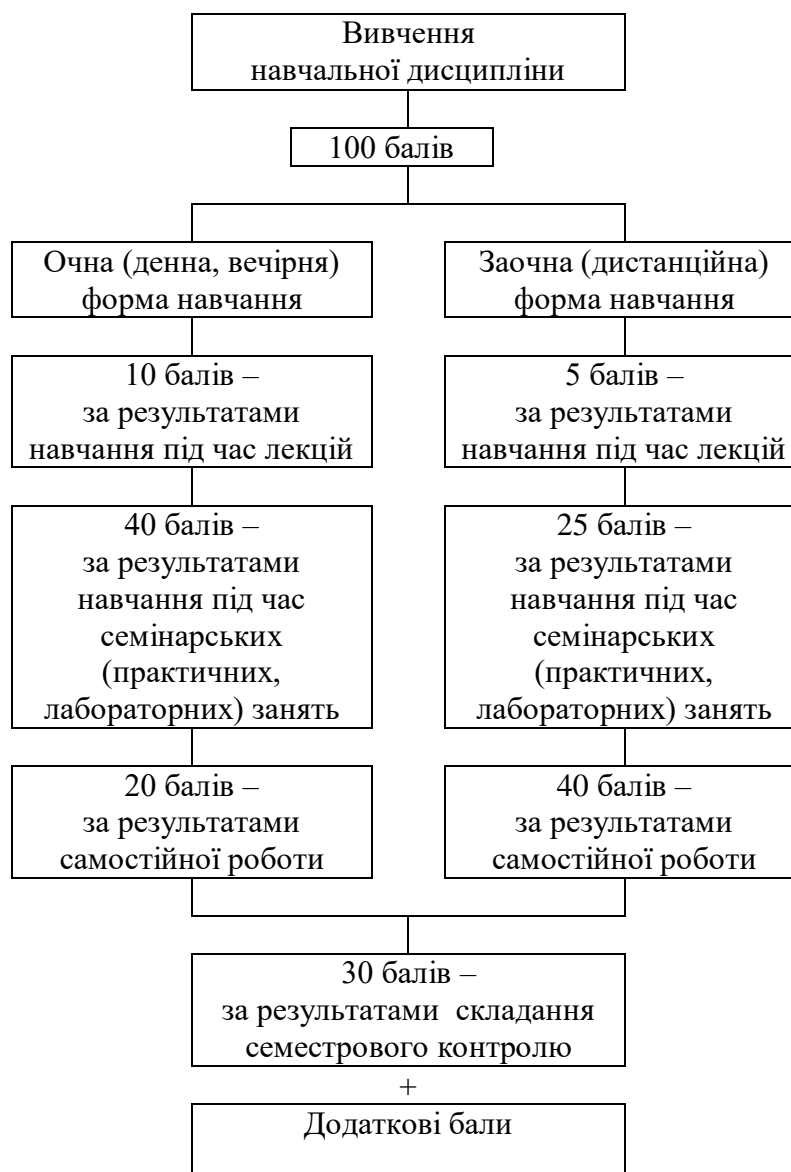 Вивчення
навчальної дисципліни
100 балів
Очна (денна, вечірня)
форма навчання
Заочна (дистанційна)
форма навчання
10 балів –
за результатами
навчання під час лекцій
5 балів –
за результатами
навчання під час лекцій
40 балів –
за результатами
навчання під час
семінарських
(практичних,
лабораторних) занять
25 балів –
за результатами
навчання під час
семінарських
(практичних,
лабораторних) занять
20 балів –
за результатами
самостійної роботи
40 балів –
за результатами
самостійної роботи
30 балів –
за результатами складання
семестрового контролю
+
Додаткові бали